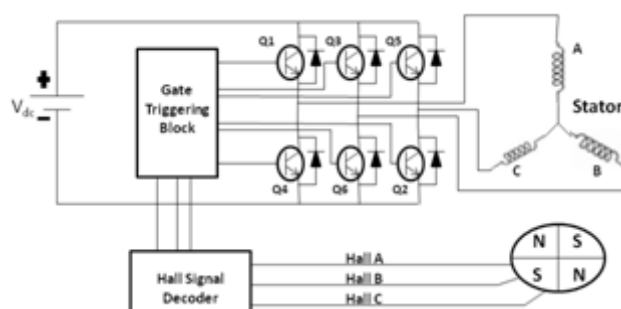 Q1
Q3
Q5
A
Gate
Triggering
Block
+
Vdc
-
Stator
C
B
Q4
Q6
Q2
Hall A
N S
Hall Signal
Decoder
Hall B
S N
Hall C